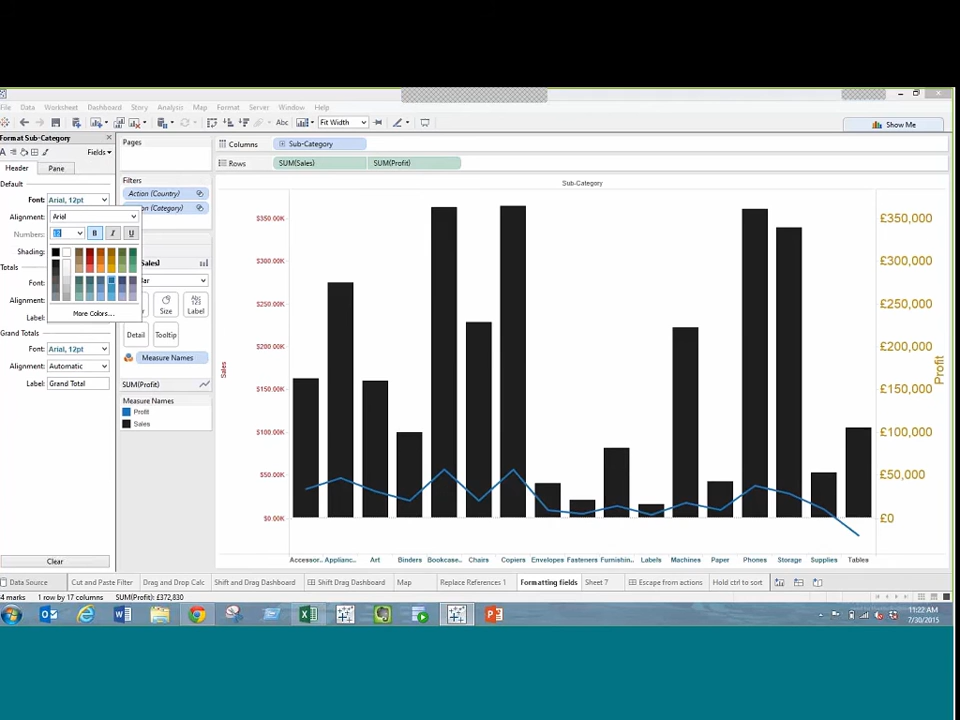 File Data Worksheet Dashboard Story Analysis Map Format Server Window Help
Abc Fit Width Show Me
Format Sub-Category
Fields
Header Pane
Default
Font: Arial, 12pt
Alignment: Arial
Numbers: 12 B I U
Shading:
Totals
Font:
Alignment:
Label:
More Colors...
Grand Totals
Font: Arial, 12pt
Alignment: Automatic
Label: Grand Total
Clear
Pages
Filters
Action (Country)
Size
Abc
Label
Detail Tooltip
Measure Names
SUM(Profit)
Measure Names
Profit
Sales
Columns Sub-Category
Rows SUM(Sales) SUM(Profit)
Sub-Category
$350.00K
$300.00K
$250.00K
$200.00K
$150.00K
$100.00K
$50.00K
$0.00K
Sales
£350,000
£300,000
£250,000
£200,000
£150,000
£100,000
£50,000
£0
Profit
Accessor.. Applianc.. Art Binders Bookcase.. Chairs Copiers Envelopes Fasteners Furnishin.. Labels Machines Paper Phones Storage Supplies Tables
Data Source Cut and Paste Filter Drag and Drop Calc Shift and Drag Dashboard Shift Drag Dashboard Map Replace References 1 Formatting fields Sheet 7 Escape from actions Hold ctrl to sort
4 marks 1 row by 17 columns SUM(Profit): £372,830
11:22 AM
7/30/2015